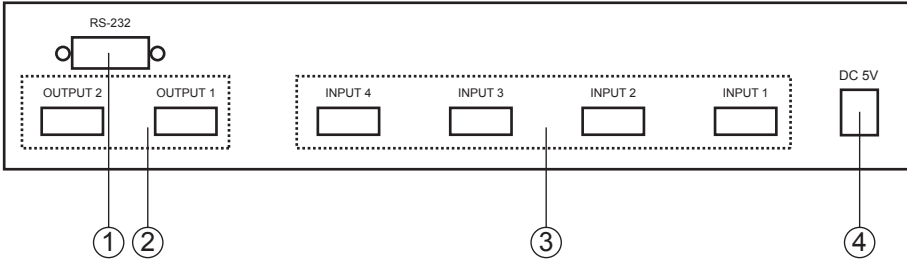 RS-232
DC 5V
OUTPUT 2 OUTPUT 1 INPUT 4 INPUT 3 INPUT 2 INPUT 1
1 2 3 4